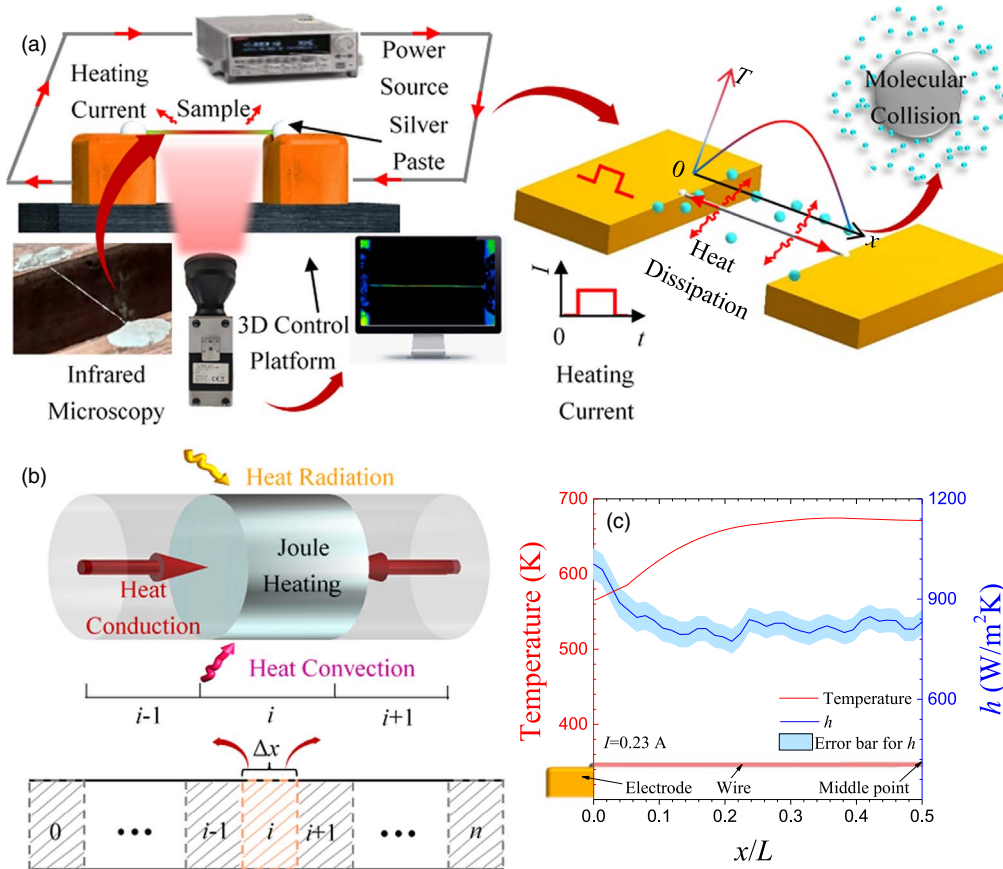 (a)
Heating
Current
Sample
Power
Source
Silver
Paste
Infrared
Microscopy
3D Control
Platform
T
0
x
Heat
Dissipation
I
0
t
Heating
Current
Molecular
Collision
(b)
Heat Radiation
Joule
Heating
Heat
Conduction
Heat Convection
i-1
i
i+1
Δx
0
•••
i-1
i
i+1
•••
n
(c)
Temperature (K)
700
600
500
400
h (W/m²K)
1200
900
600
Temperature
h
Error bar for h
I=0.23 A
Electrode
Wire
Middle point
0.0
0.1
0.2
0.3
0.4
0.5
x/L